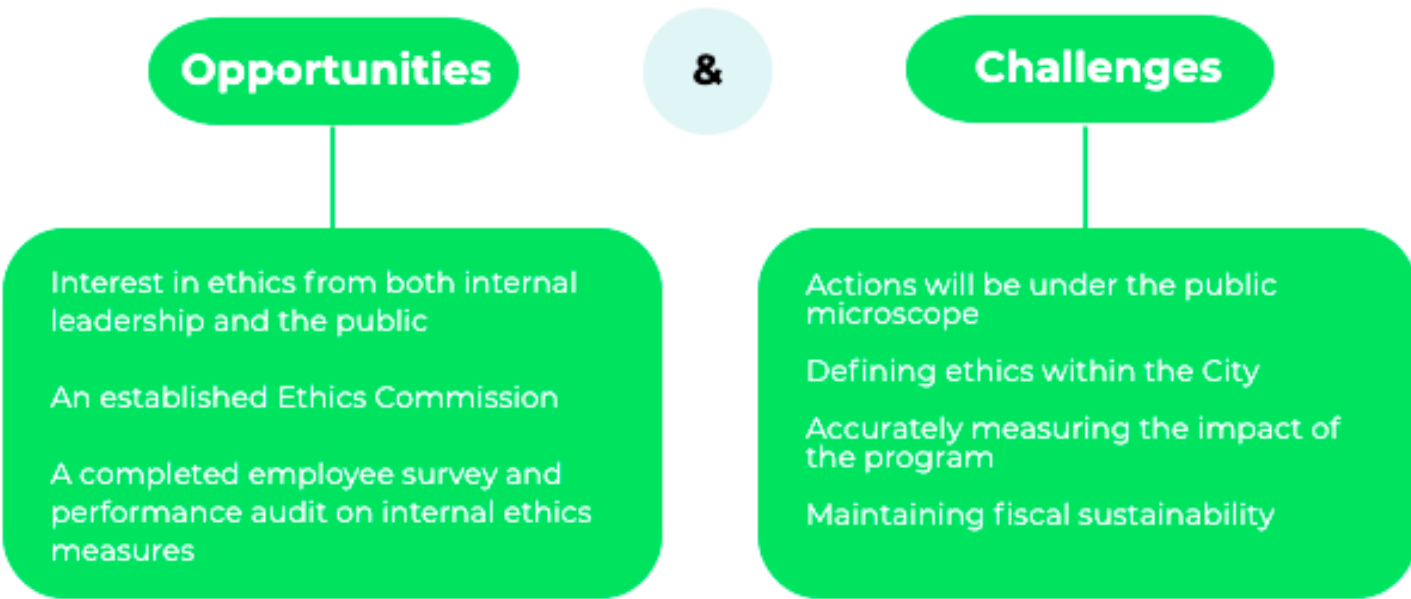 Opportunities
&
Challenges
Interest in ethics from both internal
leadership and the public
An established Ethics Commission
A completed employee survey and
performance audit on internal ethics
measures
Actions will be under the public
microscope
Defining ethics within the City
Accurately measuring the impact of
the program
Maintaining fiscal sustainability